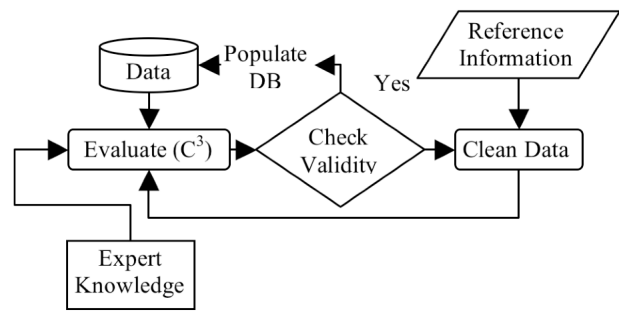 Data
Populate
DB
Yes
Reference
Information
Evaluate (C³)
Check
Validity
Clean Data
Expert
Knowledge